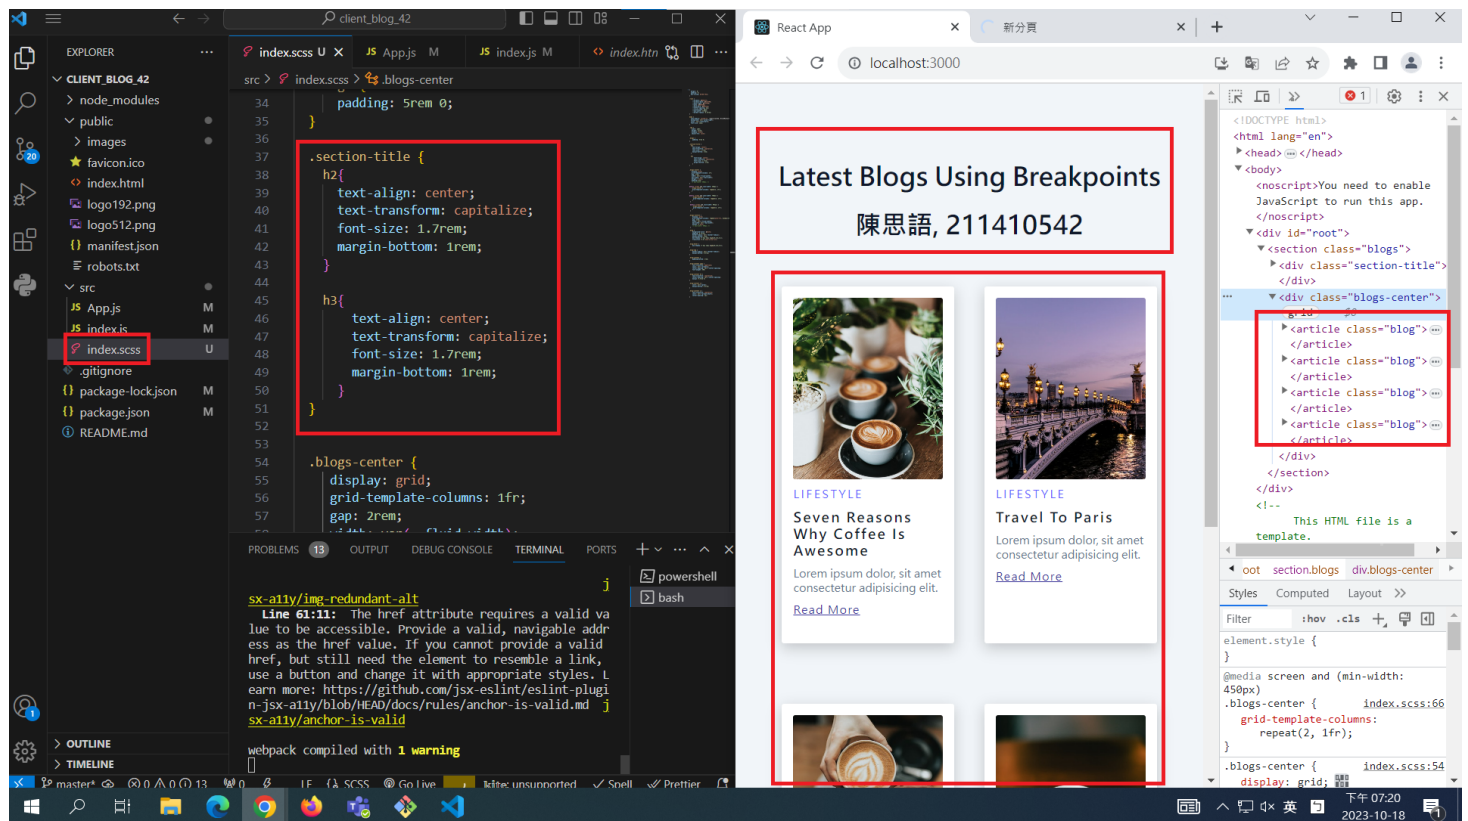 client_blog_42
EXPLORER
CLIENT_BLOG_42
node_modules
public
images
favicon.ico
index.html
logo192.png
logo512.png
manifest.json
robots.txt
src
App.js M
index.js M
index.scss U
.gitignore
package-lock.json M
package.json M
README.md
OUTLINE
TIMELINE
index.scss U
App.js M
index.js M
index.htm
src > index.scss > .blogs-center
34 padding: 5rem 0;
35 }
36
37 .section-title {
38 h2{
39 text-align: center;
40 text-transform: capitalize;
41 font-size: 1.7rem;
42 margin-bottom: 1rem;
43 }
44
45 h3{
46 text-align: center;
47 text-transform: capitalize;
48 font-size: 1.7rem;
49 margin-bottom: 1rem;
50 }
51 }
52
53
54 .blogs-center {
55 display: grid;
56 grid-template-columns: 1fr;
57 gap: 2rem;
PROBLEMS 13 OUTPUT DEBUG CONSOLE TERMINAL PORTS
powershell
bash
j
sx-a11y/img-redundant-alt
Line 61:11: The href attribute requires a valid va
lue to be accessible. Provide a valid, navigable addr
ess as the href value. If you cannot provide a valid
href, but still need the element to resemble a link,
use a button and change it with appropriate styles. L
earn more: https://github.com/jsx-eslint/eslint-plugi
n-jsx-a11y/blob/HEAD/docs/rules/anchor-is-valid.md j
sx-a11y/anchor-is-valid
webpack compiled with 1 warning
master* 0 0 13 0 LF SCSS Go Live kite: unsupported Spell Prettier
React App
新分頁
localhost:3000
Latest Blogs Using Breakpoints
陳思語, 211410542
LIFESTYLE
Seven Reasons
Why Coffee Is
Awesome
Lorem ipsum dolor, sit amet
consectetur adipisicing elit.
Read More
LIFESTYLE
Travel To Paris
Lorem ipsum dolor, sit amet
consectetur adipisicing elit.
Read More
1
<!DOCTYPE html>
<html lang="en">
<head> </head>
<body>
<noscript>You need to enable
JavaScript to run this app.
</noscript>
<div id="root">
<section class="blogs">
<div class="section-title">
</div>
<div class="blogs-center">
grid
<article class="blog">
</article>
<article class="blog">
</article>
<article class="blog">
</article>
<article class="blog">
</article>
</div>
</section>
</div>
<!--
This HTML file is a
template.
oot section.blogs div.blogs-center
Styles Computed Layout
Filter :hov .cls
element.style {
}
@media screen and (min-width:
450px)
.blogs-center { index.scss:66
grid-template-columns:
repeat(2, 1fr);
}
.blogs-center { index.scss:54
display: grid;
英
下午 07:20
2023-10-18
1